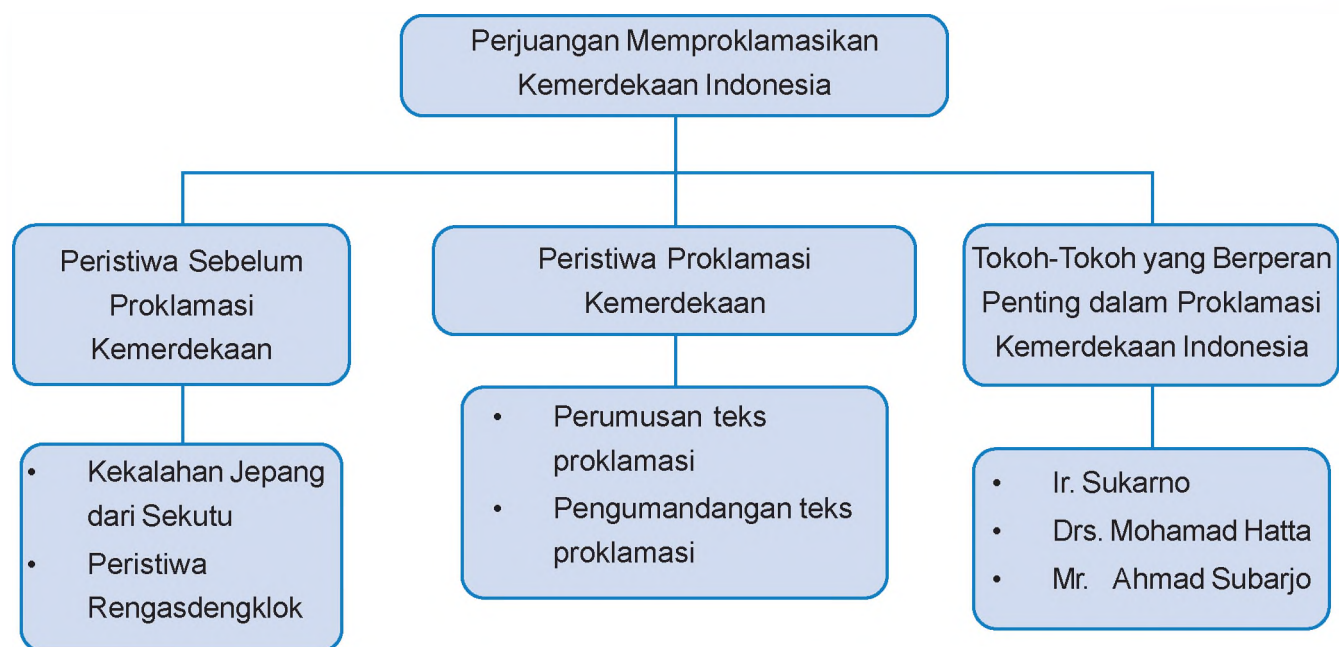 Perjuangan Memproklamasikan
Kemerdekaan Indonesia
Peristiwa Sebelum
Proklamasi
Kemerdekaan
Peristiwa Proklamasi
Kemerdekaan
Tokoh-Tokoh yang Berperan
Penting dalam Proklamasi
Kemerdekaan Indonesia
• Kekalahan Jepang
dari Sekutu
• Peristiwa
Rengasdengklok
• Perumusan teks
proklamasi
• Pengumandangan teks
proklamasi
• Ir. Sukarno
• Drs. Mohamad Hatta
• Mr. Ahmad Subarjo